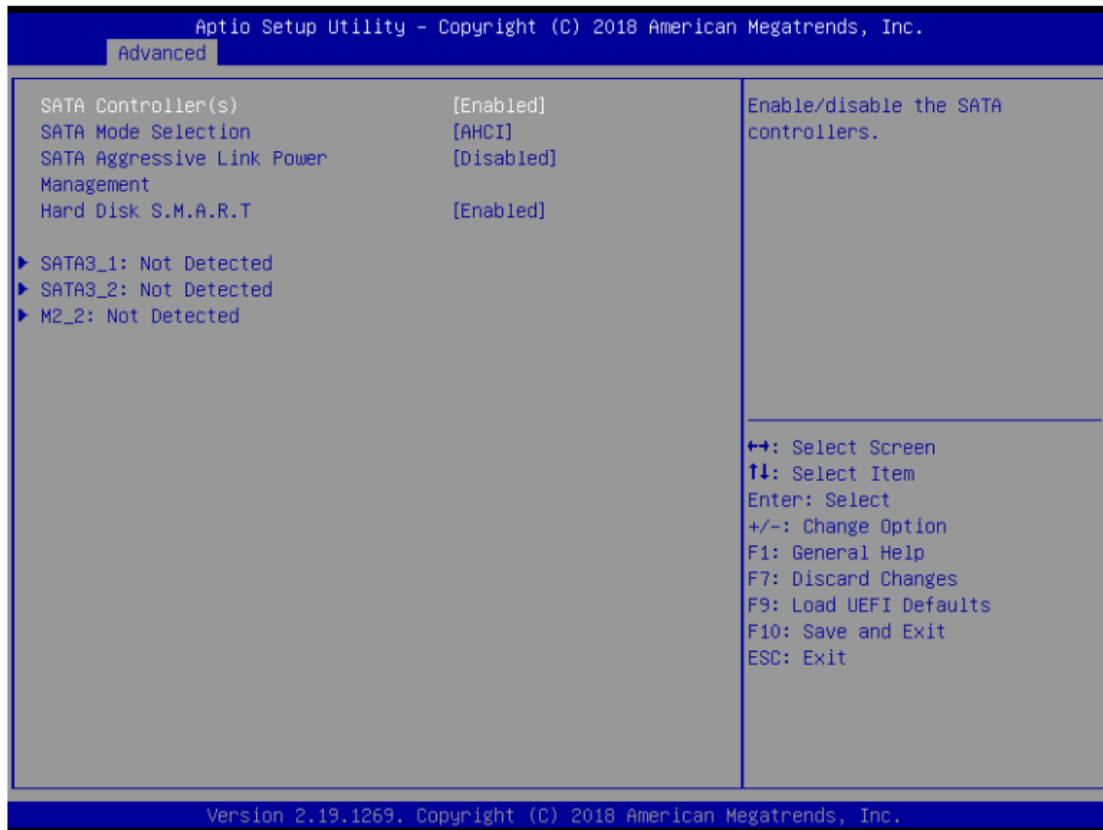 Aptio Setup Utility – Copyright (C) 2018 American Megatrends, Inc.
Advanced
SATA Controller(s) [Enabled]
SATA Mode Selection [AHCI]
SATA Aggressive Link Power [Disabled]
Management
Hard Disk S.M.A.R.T [Enabled]
SATA3_1: Not Detected
SATA3_2: Not Detected
M2_2: Not Detected
Enable/disable the SATA
controllers.
↔: Select Screen
↑↓: Select Item
Enter: Select
+/-: Change Option
F1: General Help
F7: Discard Changes
F9: Load UEFI Defaults
F10: Save and Exit
ESC: Exit
Version 2.19.1269. Copyright (C) 2018 American Megatrends, Inc.